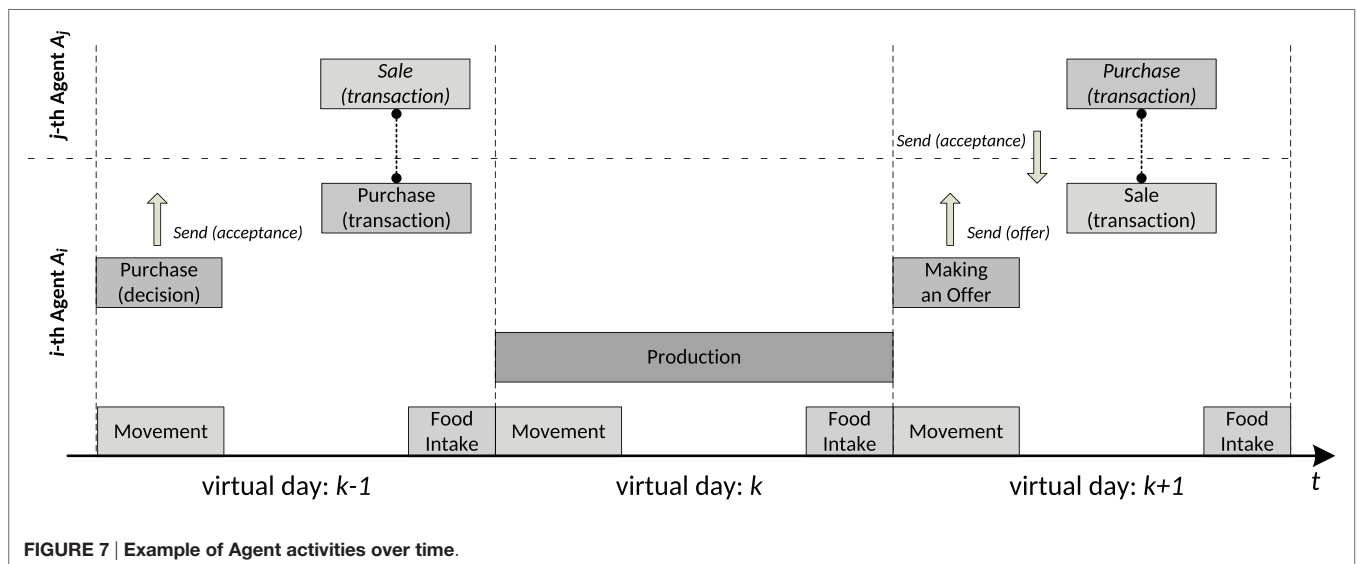 j-th Agent Aj
Sale
(transaction)
Purchase
(transaction)
Send (acceptance)
Purchase
(transaction)
Sale
(transaction)
Send (acceptance)
Send (offer)
i-th Agent Ai
Purchase
(decision)
Making
an Offer
Production
Movement
Food
Intake
Movement
Food
Intake
Movement
Food
Intake
virtual day: k-1
virtual day: k
virtual day: k+1
t
FIGURE 7 | Example of Agent activities over time.